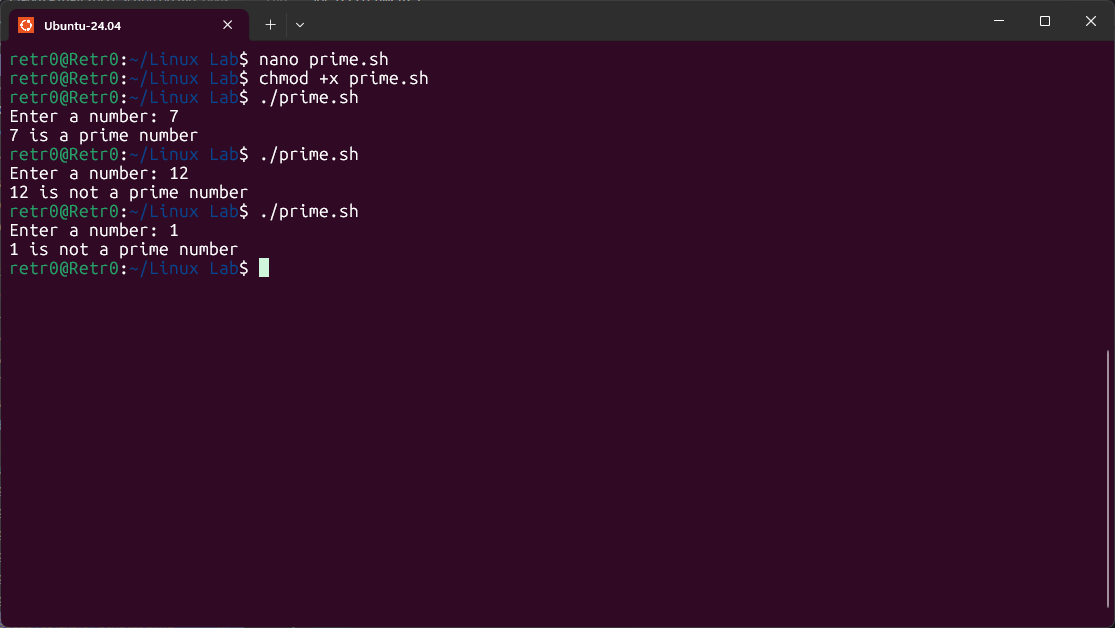 Ubuntu-24.04
retr0@Retr0:~/Linux Lab$ nano prime.sh
retr0@Retr0:~/Linux Lab$ chmod +x prime.sh
retr0@Retr0:~/Linux Lab$ ./prime.sh
Enter a number: 7
7 is a prime number
retr0@Retr0:~/Linux Lab$ ./prime.sh
Enter a number: 12
12 is not a prime number
retr0@Retr0:~/Linux Lab$ ./prime.sh
Enter a number: 1
1 is not a prime number
retr0@Retr0:~/Linux Lab$